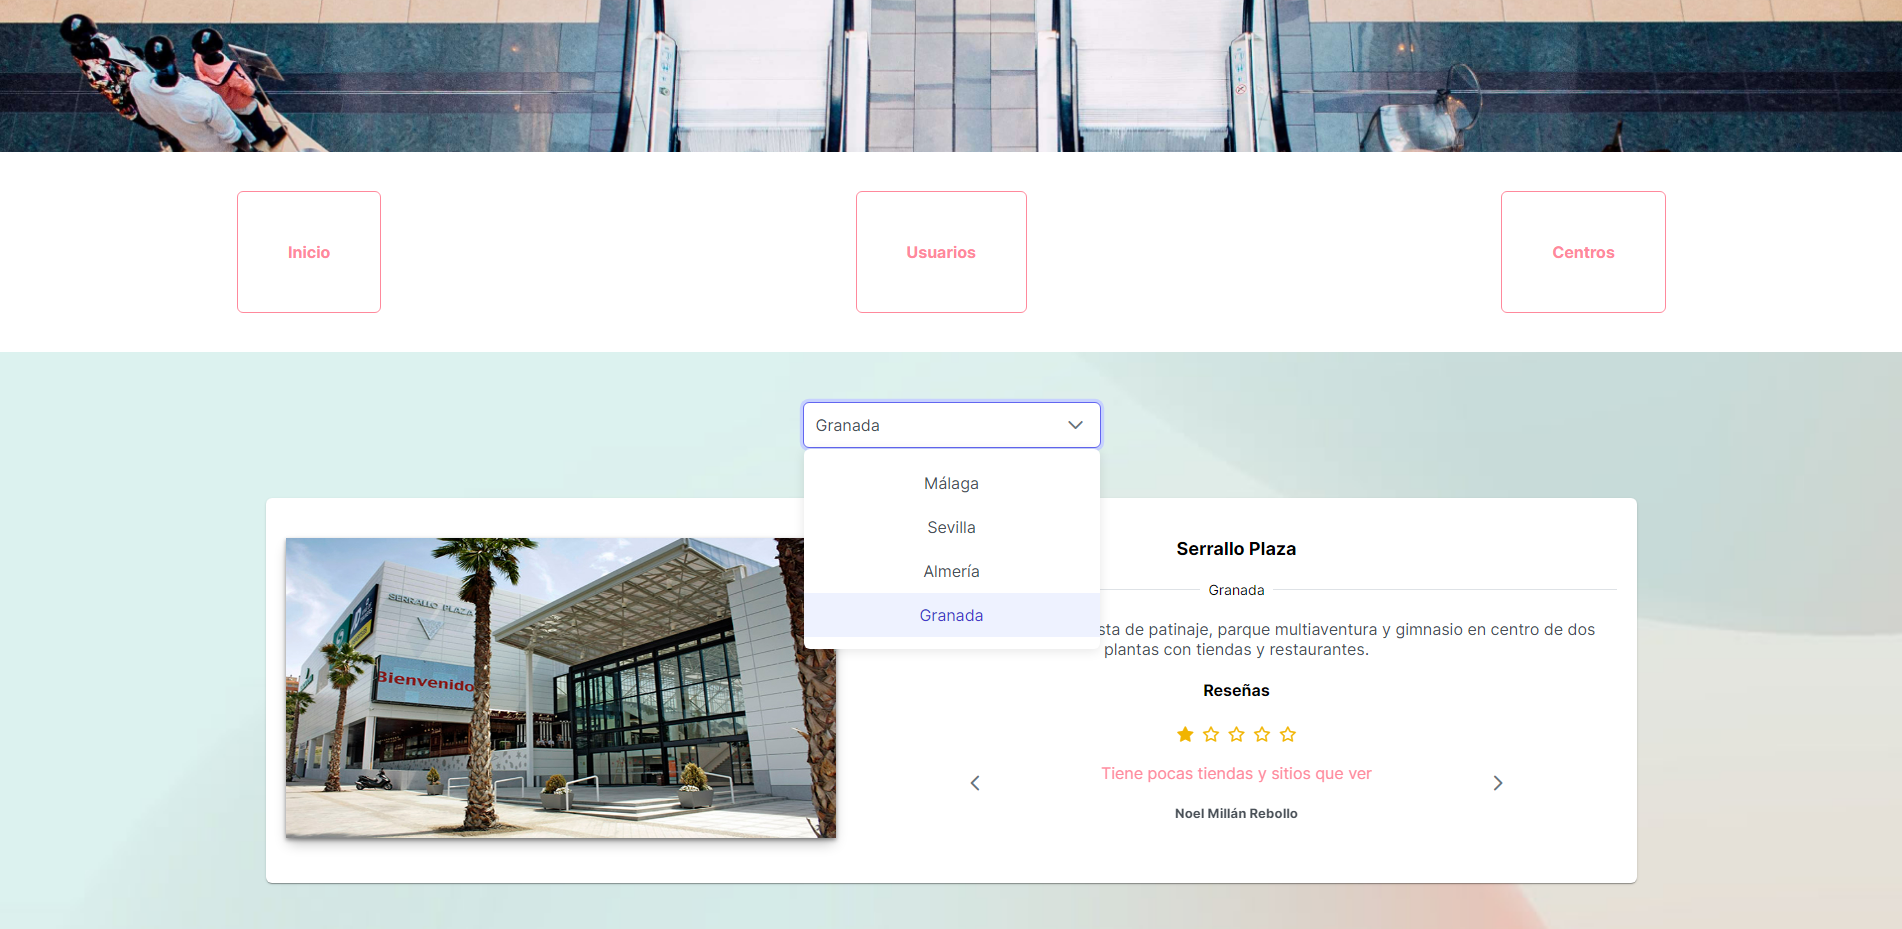 Inicio
Usuarios
Centros
Granada
Málaga
Sevilla
Almería
Granada
SERRALLO PLAZA
Bienvenido
Serrallo Plaza
Granada
de patinaje, parque multiaventura y gimnasio en centro de dos
plantas con tiendas y restaurantes.
Reseñas
Tiene pocas tiendas y sitios que ver
Noel Millán Rebollo